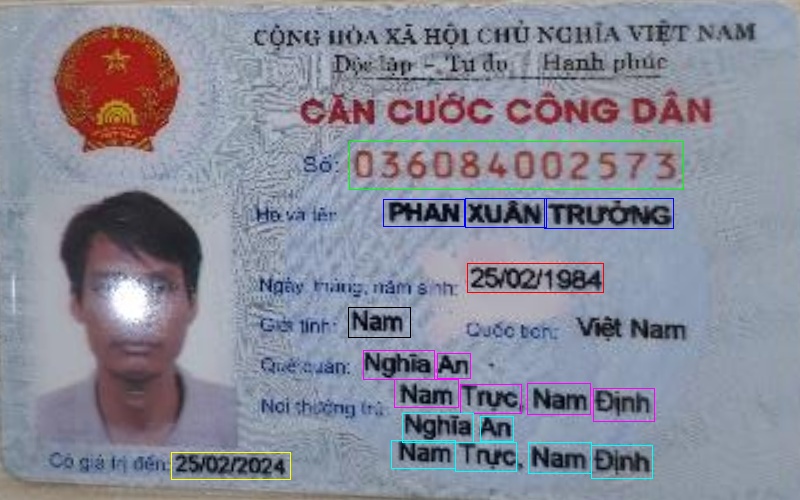 CỘNG HÒA XÃ HỘI CHỦ NGHĨA VIỆT NAM
Độc lập - Tự do - Hạnh phúc
CĂN CƯỚC CÔNG DÂN
Số: 036084002573
Họ và tên: PHAN XUÂN TRƯỜNG
Ngày, tháng, năm sinh: 25/02/1984
Giới tính: Nam Quốc tịch: Việt Nam
Quê quán: Nghĩa An
Nam Trực, Nam Định
Nơi thường trú: Nghĩa An
Nam Trực, Nam Định
Có giá trị đến: 25/02/2024